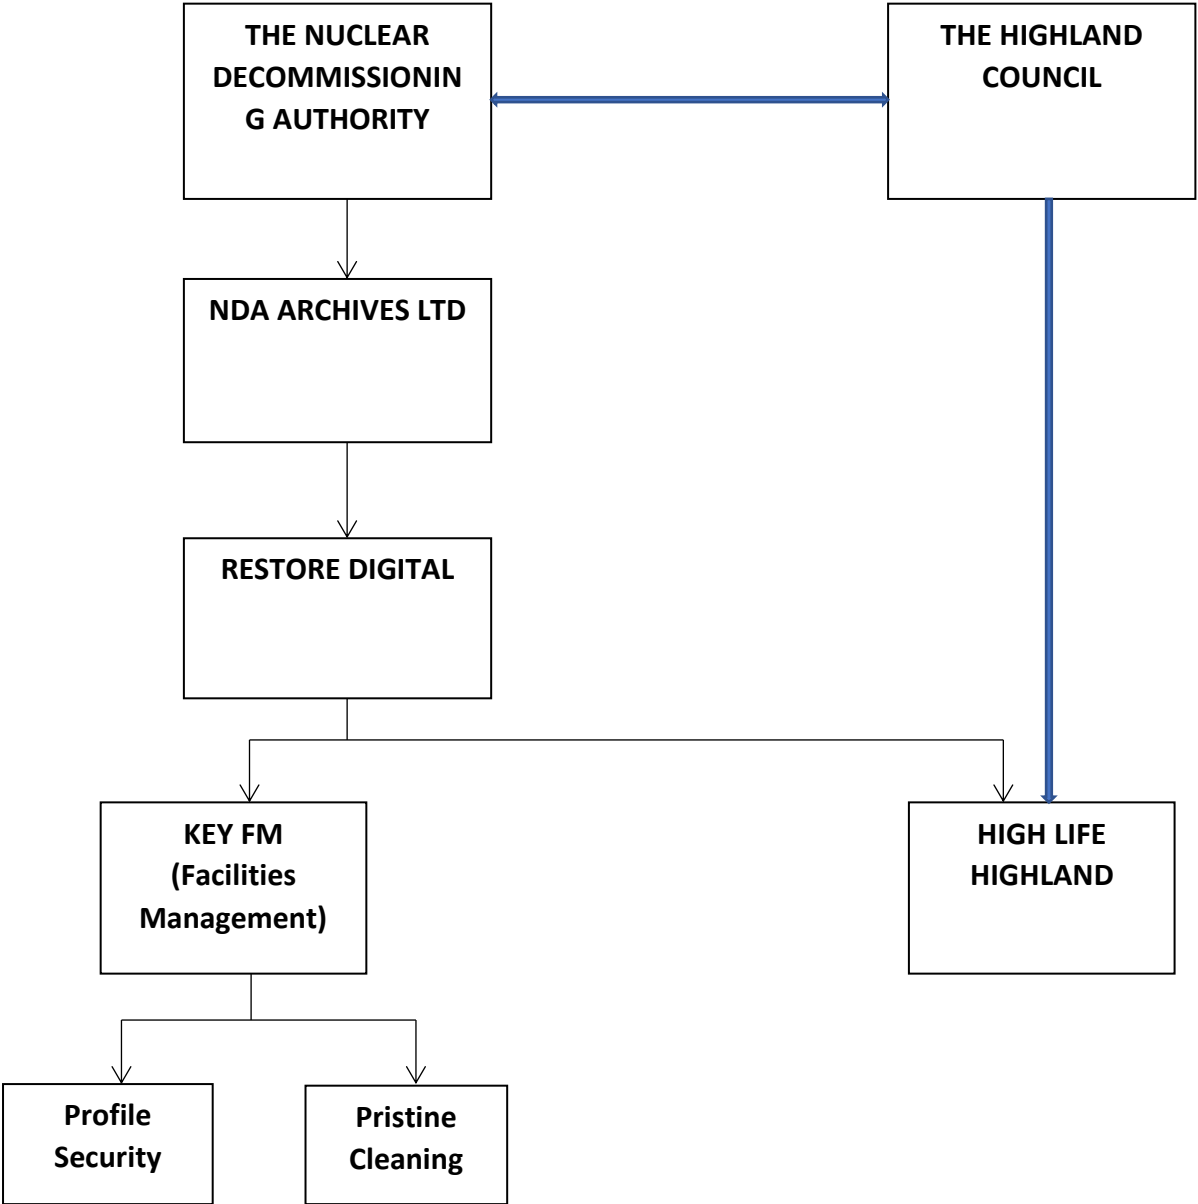 THE NUCLEAR
DECOMMISSIONIN
G AUTHORITY
THE HIGHLAND
COUNCIL
NDA ARCHIVES LTD
RESTORE DIGITAL
KEY FM
(Facilities
Management)
HIGH LIFE
HIGHLAND
Profile
Security
Pristine
Cleaning